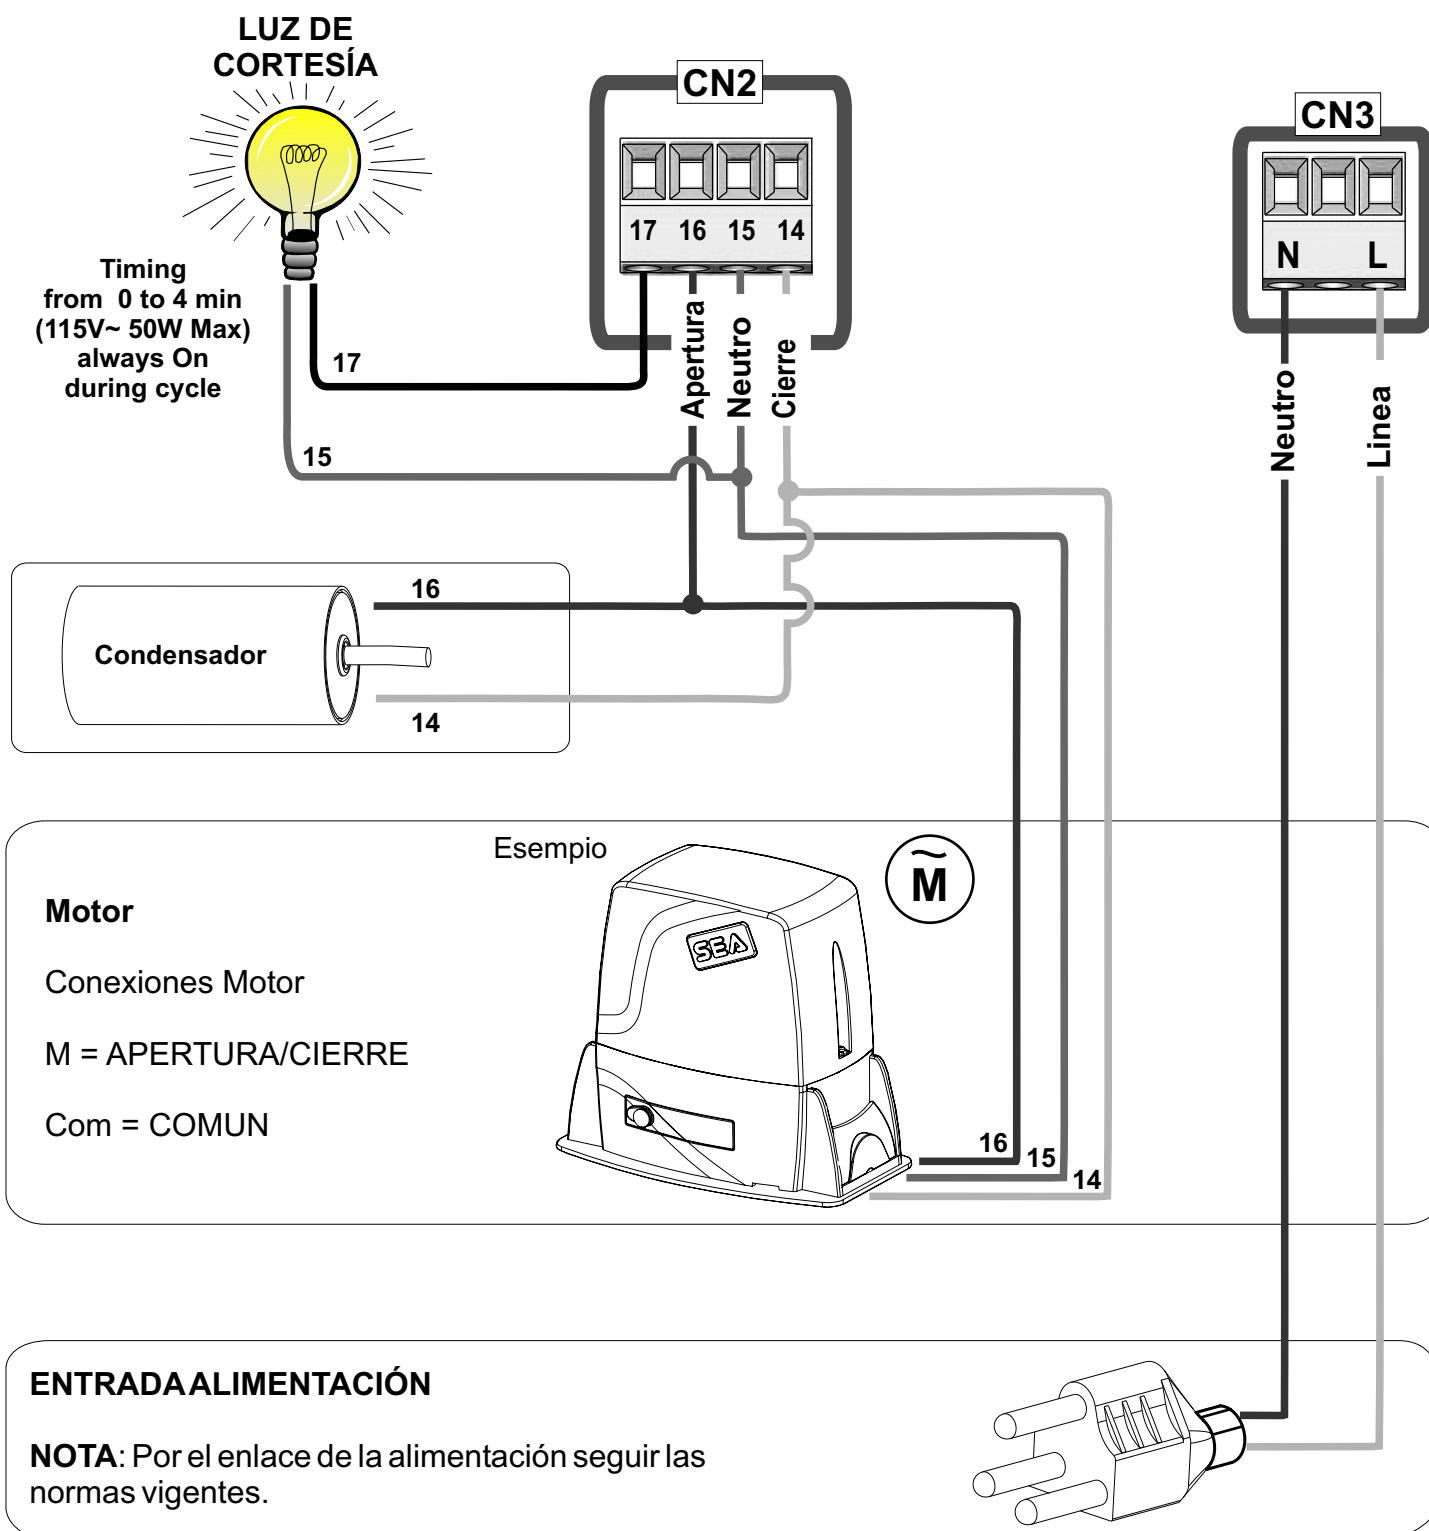 LUZ DE
CORTESÍA
Timing
from 0 to 4 min
(115V~ 50W Max)
always On
during cycle
CN2
17 16 15 14
Apertura
Neutro
Cierre
17
15
CN3
N L
Neutro
Linea
16
Condensador
14
Esempio
M
SEA
Motor
Conexiones Motor
M = APERTURA/CIERRE
Com = COMUN
16
15
14
ENTRADA ALIMENTACIÓN
NOTA: Por el enlace de la alimentación seguir las
normas vigentes.